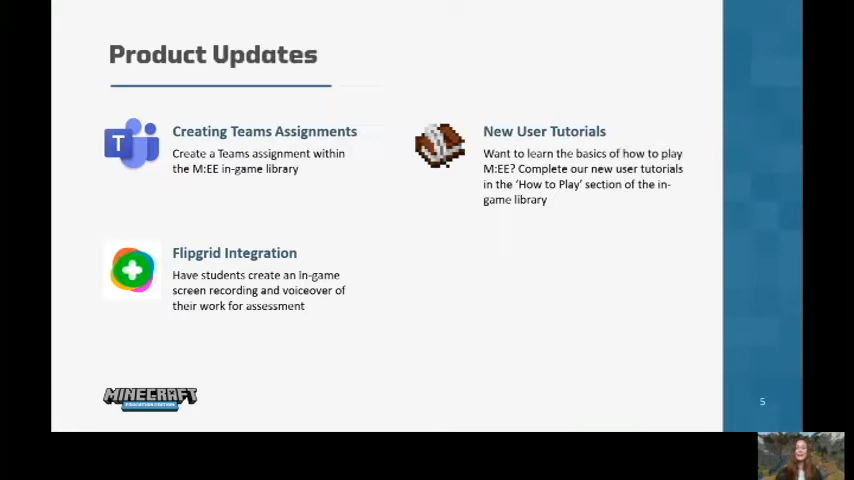 Product Updates
T
Creating Teams Assignments
Create a Teams assignment within
the M:EE in-game library
New User Tutorials
Want to learn the basics of how to play
M:EE? Complete our new user tutorials
in the 'How to Play' section of the in-
game library
Flipgrid Integration
Have students create an in-game
screen recording and voiceover of
their work for assessment
MINECRAFT
EDUCATION EDITION
5